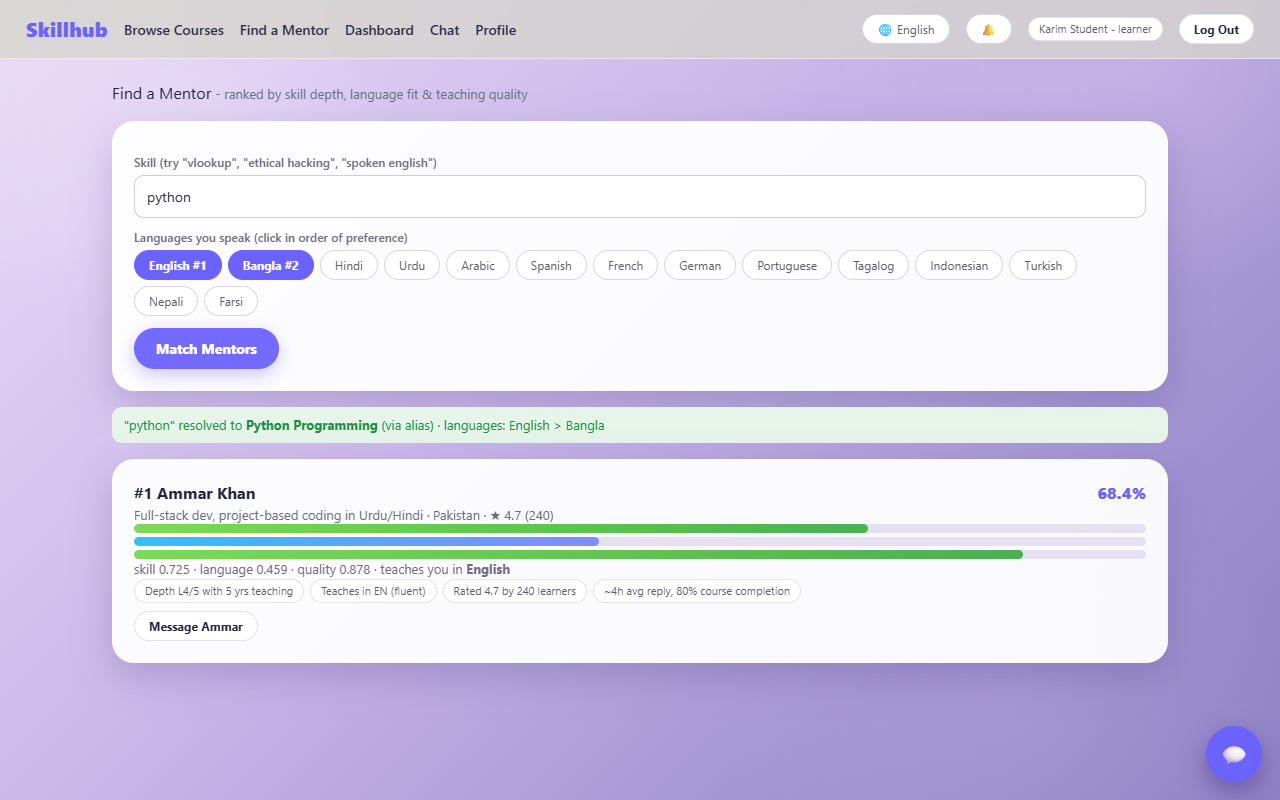 Skillhub Browse Courses Find a Mentor Dashboard Chat Profile 🌐 English 🔔 Karim Student - learner Log Out
Find a Mentor - ranked by skill depth, language fit & teaching quality
Skill (try "vlookup", "ethical hacking", "spoken english")
python
Languages you speak (click in order of preference)
English #1 Bangla #2 Hindi Urdu Arabic Spanish French German Portuguese Tagalog Indonesian Turkish
Nepali Farsi
Match Mentors
"python" resolved to Python Programming (via alias) · languages: English > Bangla
#1 Ammar Khan 68.4%
Full-stack dev, project-based coding in Urdu/Hindi · Pakistan · ★ 4.7 (240)
skill 0.725 · language 0.459 · quality 0.878 · teaches you in English
Depth L4/5 with 5 yrs teaching Teaches in EN (fluent) Rated 4.7 by 240 learners ~4h avg reply, 80% course completion
Message Ammar